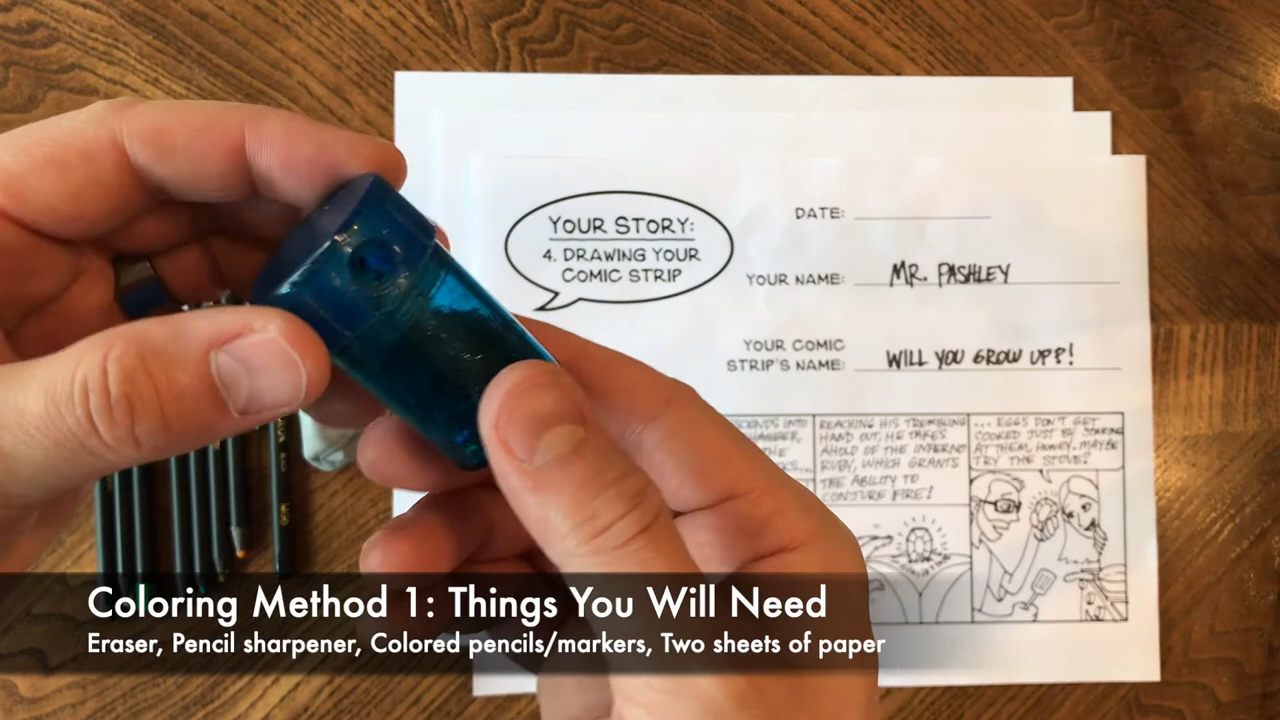 YOUR STORY:
4. DRAWING YOUR
COMIC STRIP
DATE:
YOUR NAME: MR. PASHLEY
YOUR COMIC
STRIP'S NAME: WILL YOU GROW UP?!
INTO
THE
REACHING HIS TREMBLING
HAND OUT, HE TAKES
AHOLD OF THE INFERNO
RUBY, WHICH GRANTS
THE ABILITY TO
CONJURE FIRE!
... EGGS DON'T GET
COOKED JUST BY STARING
AT THEM, HONEY. MAYBE
TRY THE STOVE?
Coloring Method 1: Things You Will Need
Eraser, Pencil sharpener, Colored pencils/markers, Two sheets of paper